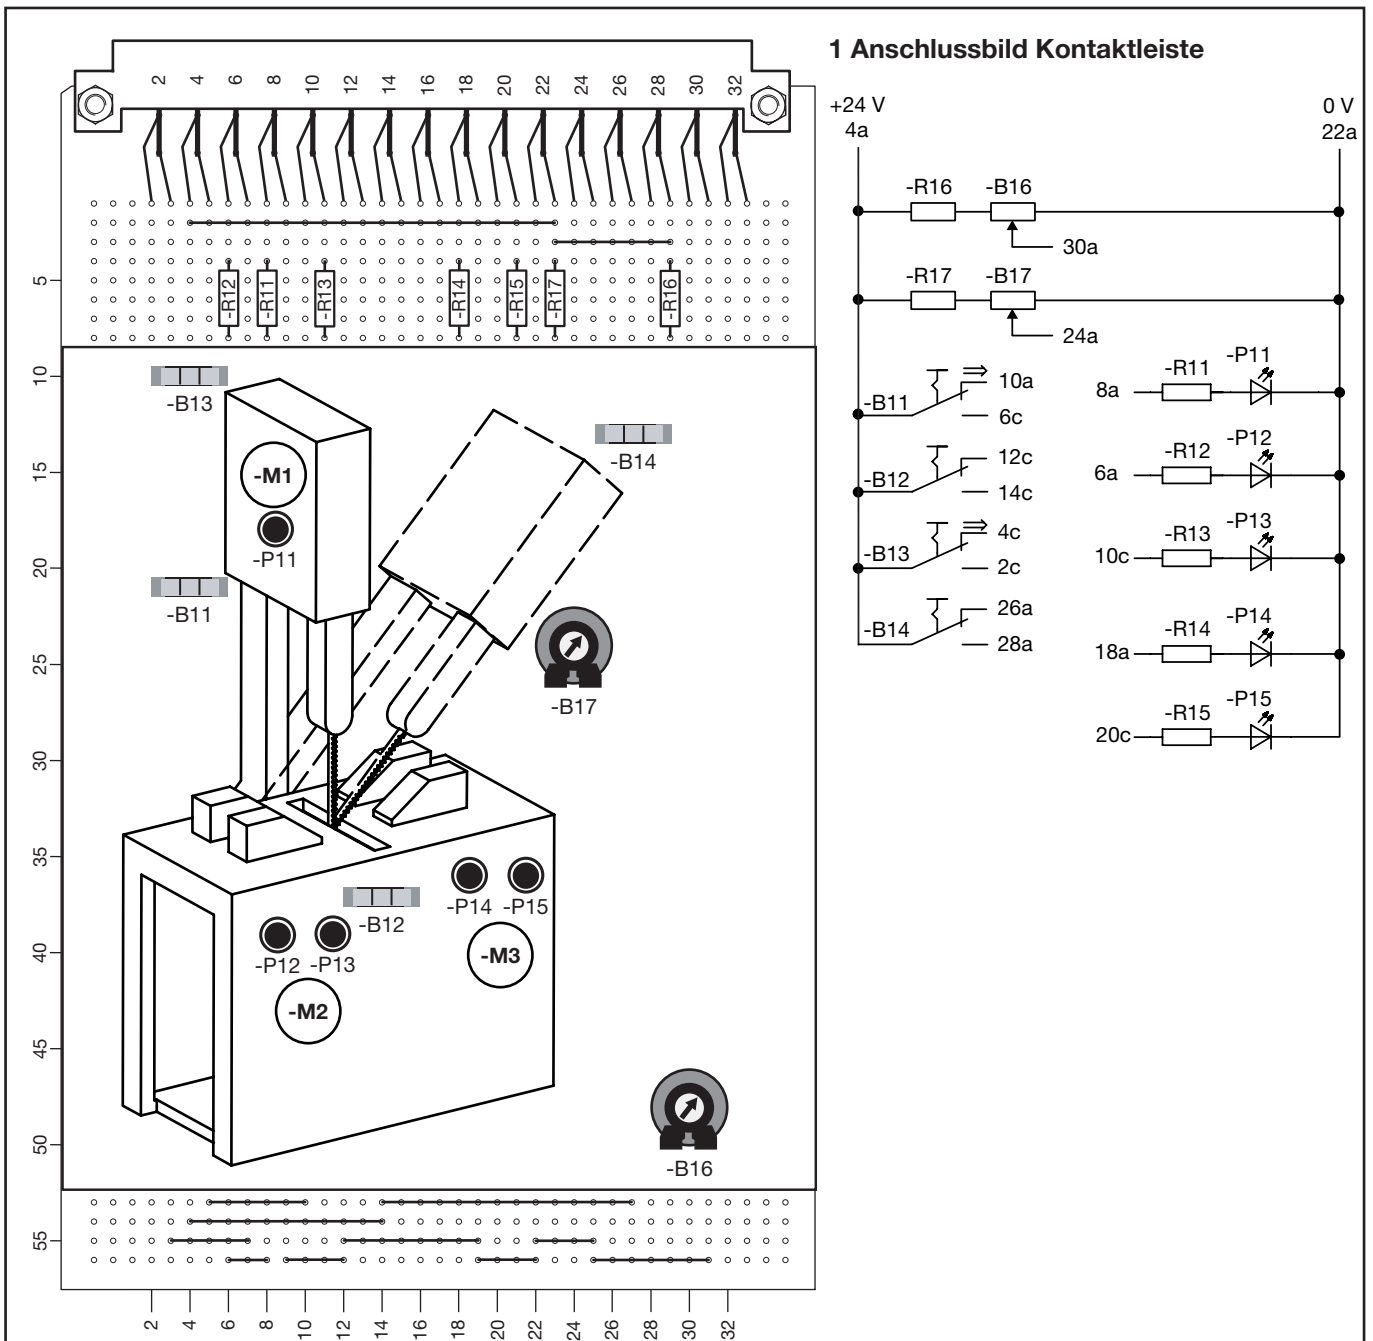 1 Anschlussbild Kontaktleiste
2 4 6 8 10 12 14 16 18 20 22 24 26 28 30 32
+24 V
4a
0 V
22a
-R16 -B16
30a
-R17 -B17
24a
-B11
10a
6c
-B12
12c
14c
-B13
4c
2c
-B14
26a
28a
8a -R11 -P11
6a -R12 -P12
10c -R13 -P13
18a -R14 -P14
20c -R15 -P15
-R12 -R11 -R13 -R14 -R15 -R17 -R16
5
10
15
20
25
30
35
40
45
50
55
-B13
-B14
-M1
-P11
-B11
-B17
-P14 -P15
-B12
-P12 -P13
-M3
-M2
-B16
2 4 6 8 10 12 14 16 18 20 22 24 26 28 30 32